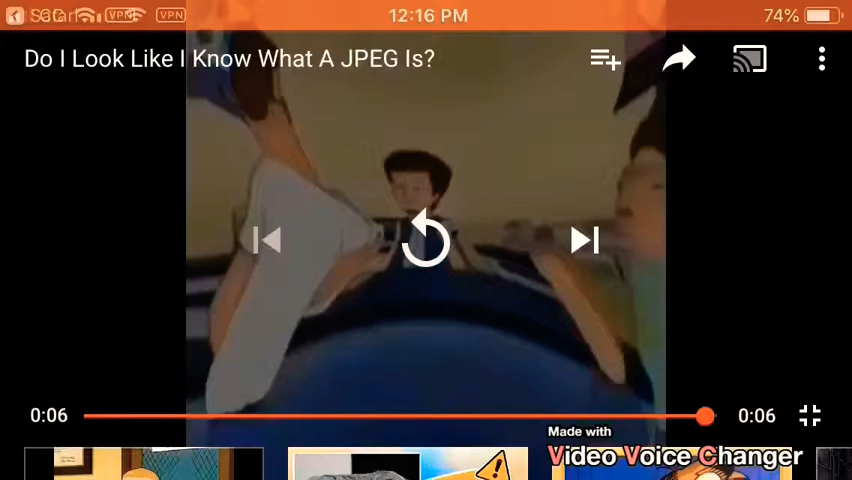 12:16 PM
VPN
VPN
74%
Do I Look Like I Know What A JPEG Is?
0:06
0:06
Made with
Video Voice Changer